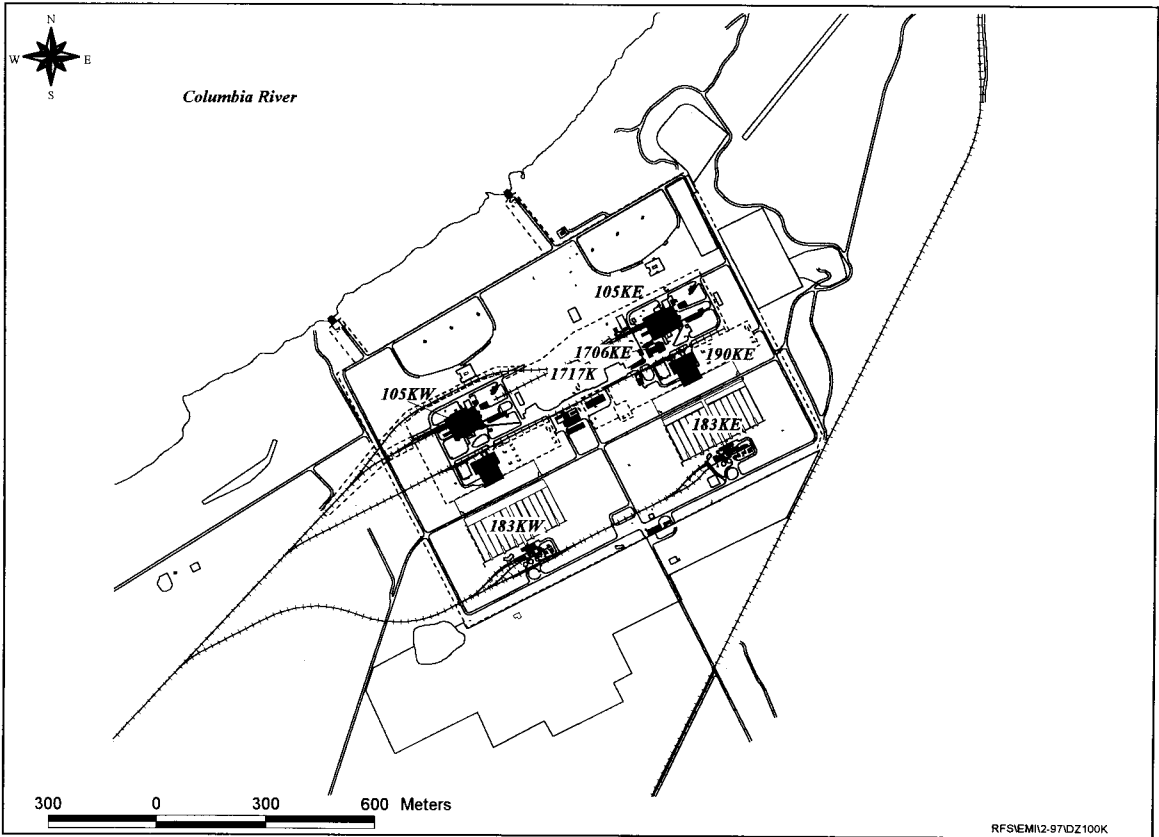 N
W E
S
Columbia River
105KE
1706KE
190KE
1717K
105KW
183KE
183KW
300 0 300 600 Meters
RFS\EMI\2-97\DZ100K